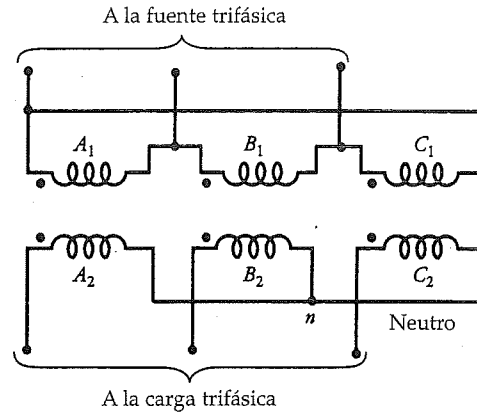 A la fuente trifásica
A₁ B₁ C₁
A₂ B₂ C₂
n
Neutro
A la carga trifásica